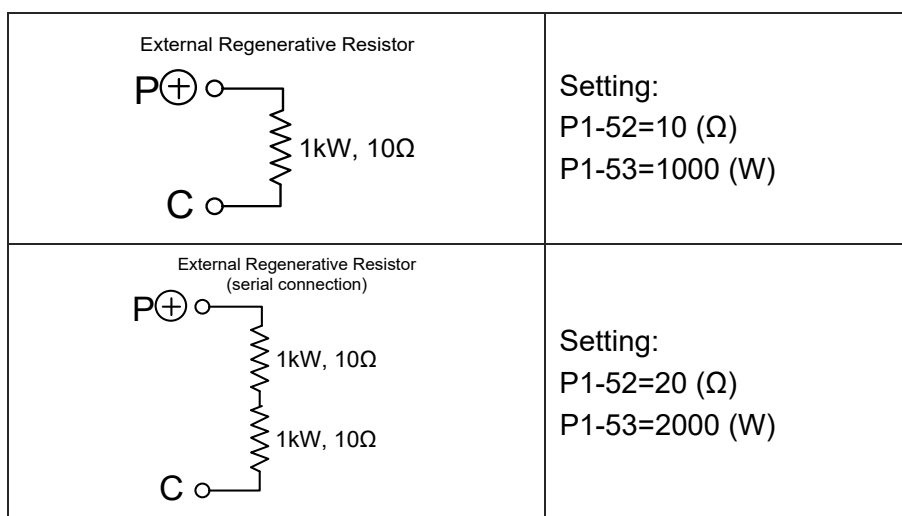 External Regenerative Resistor
P⊕
1kW, 10Ω
C
Setting:
P1-52=10 (Ω)
P1-53=1000 (W)
External Regenerative Resistor
(serial connection)
P⊕
1kW, 10Ω
1kW, 10Ω
C
Setting:
P1-52=20 (Ω)
P1-53=2000 (W)